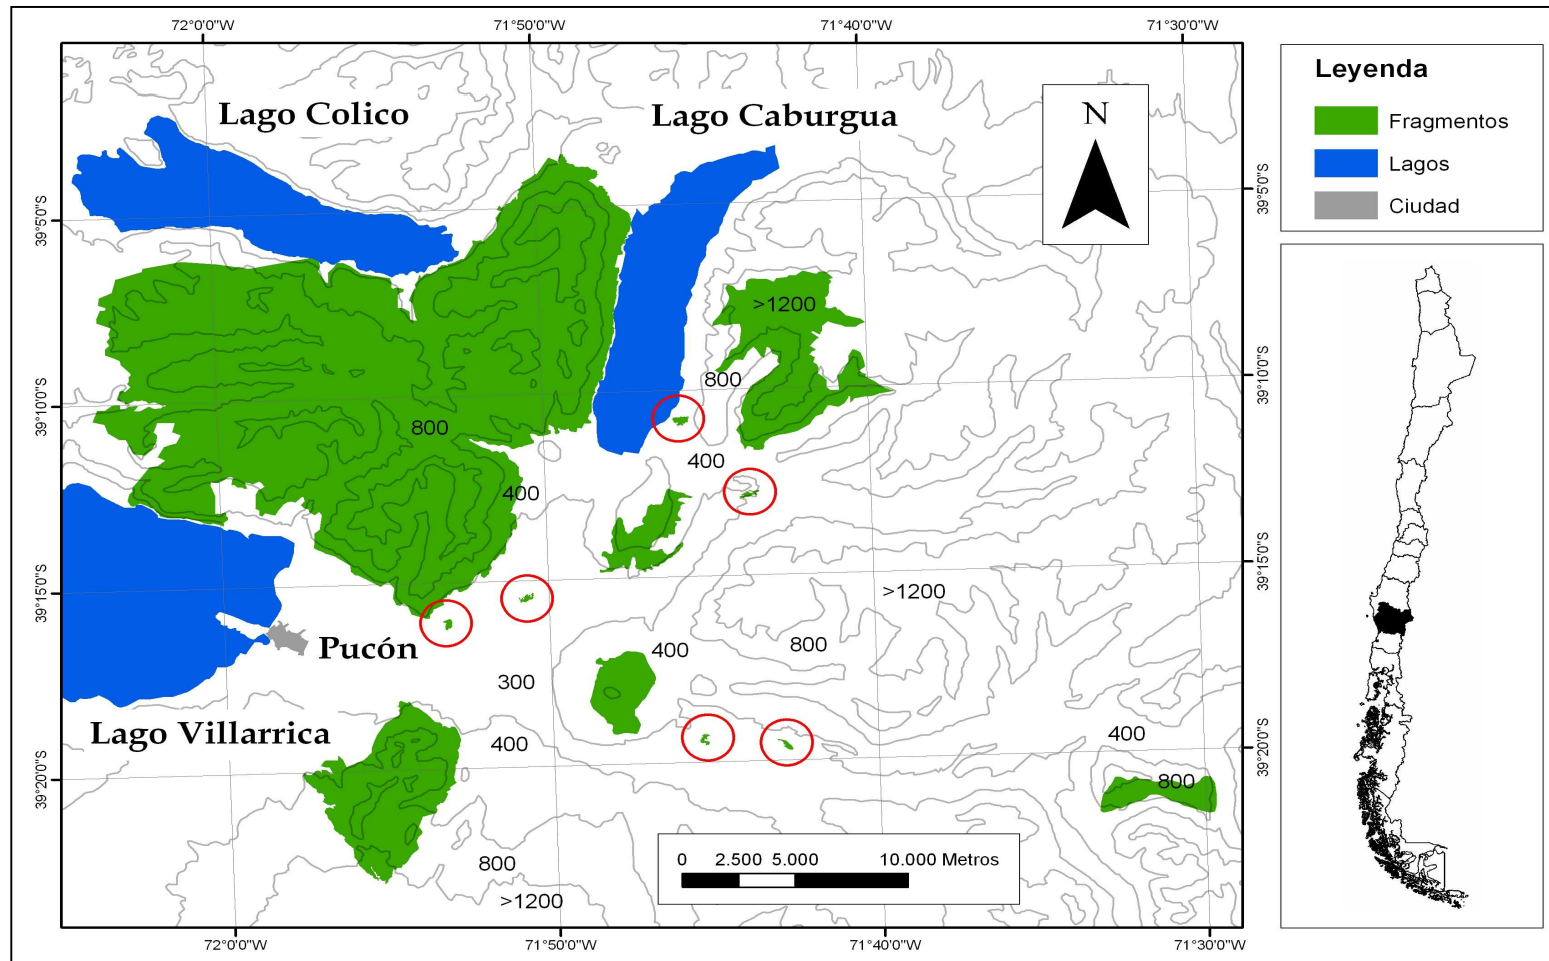 72°0'0"W 71°50'0"W 71°40'0"W 71°30'0"W
Lago Colico
Lago Caburgua
N
39°5'0"S
39°5'0"S
>1200
800
39°10'0"S
39°10'0"S
800
400
400
39°15'0"S
39°15'0"S
>1200
Pucón
400
800
300
Lago Villarrica
400
400
39°20'0"S
39°20'0"S
800
800
>1200
0 2.500 5.000 10.000 Metros
72°0'0"W 71°50'0"W 71°40'0"W 71°30'0"W
Leyenda
Fragmentos
Lagos
Ciudad